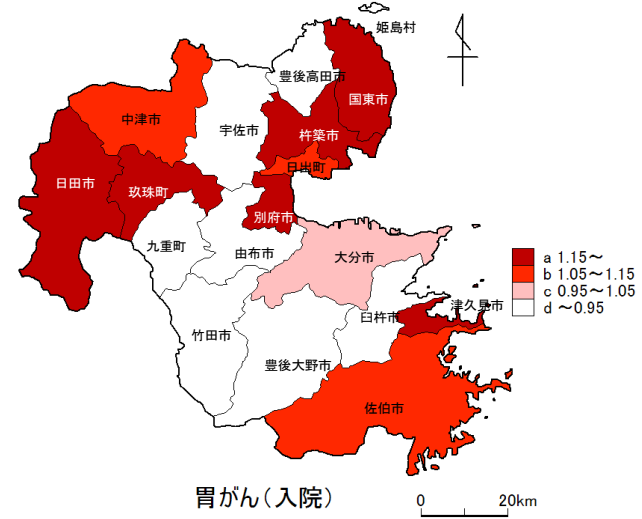 姫島村
豊後高田市
国東市
中津市
宇佐市
杵築市
日出町
日田市
玖珠町
別府市
九重町
由布市
大分市
a 1.15～
b 1.05～1.15
c 0.95～1.05
d ～0.95
津久見市
臼杵市
竹田市
豊後大野市
佐伯市
胃がん（入院）
0 20km